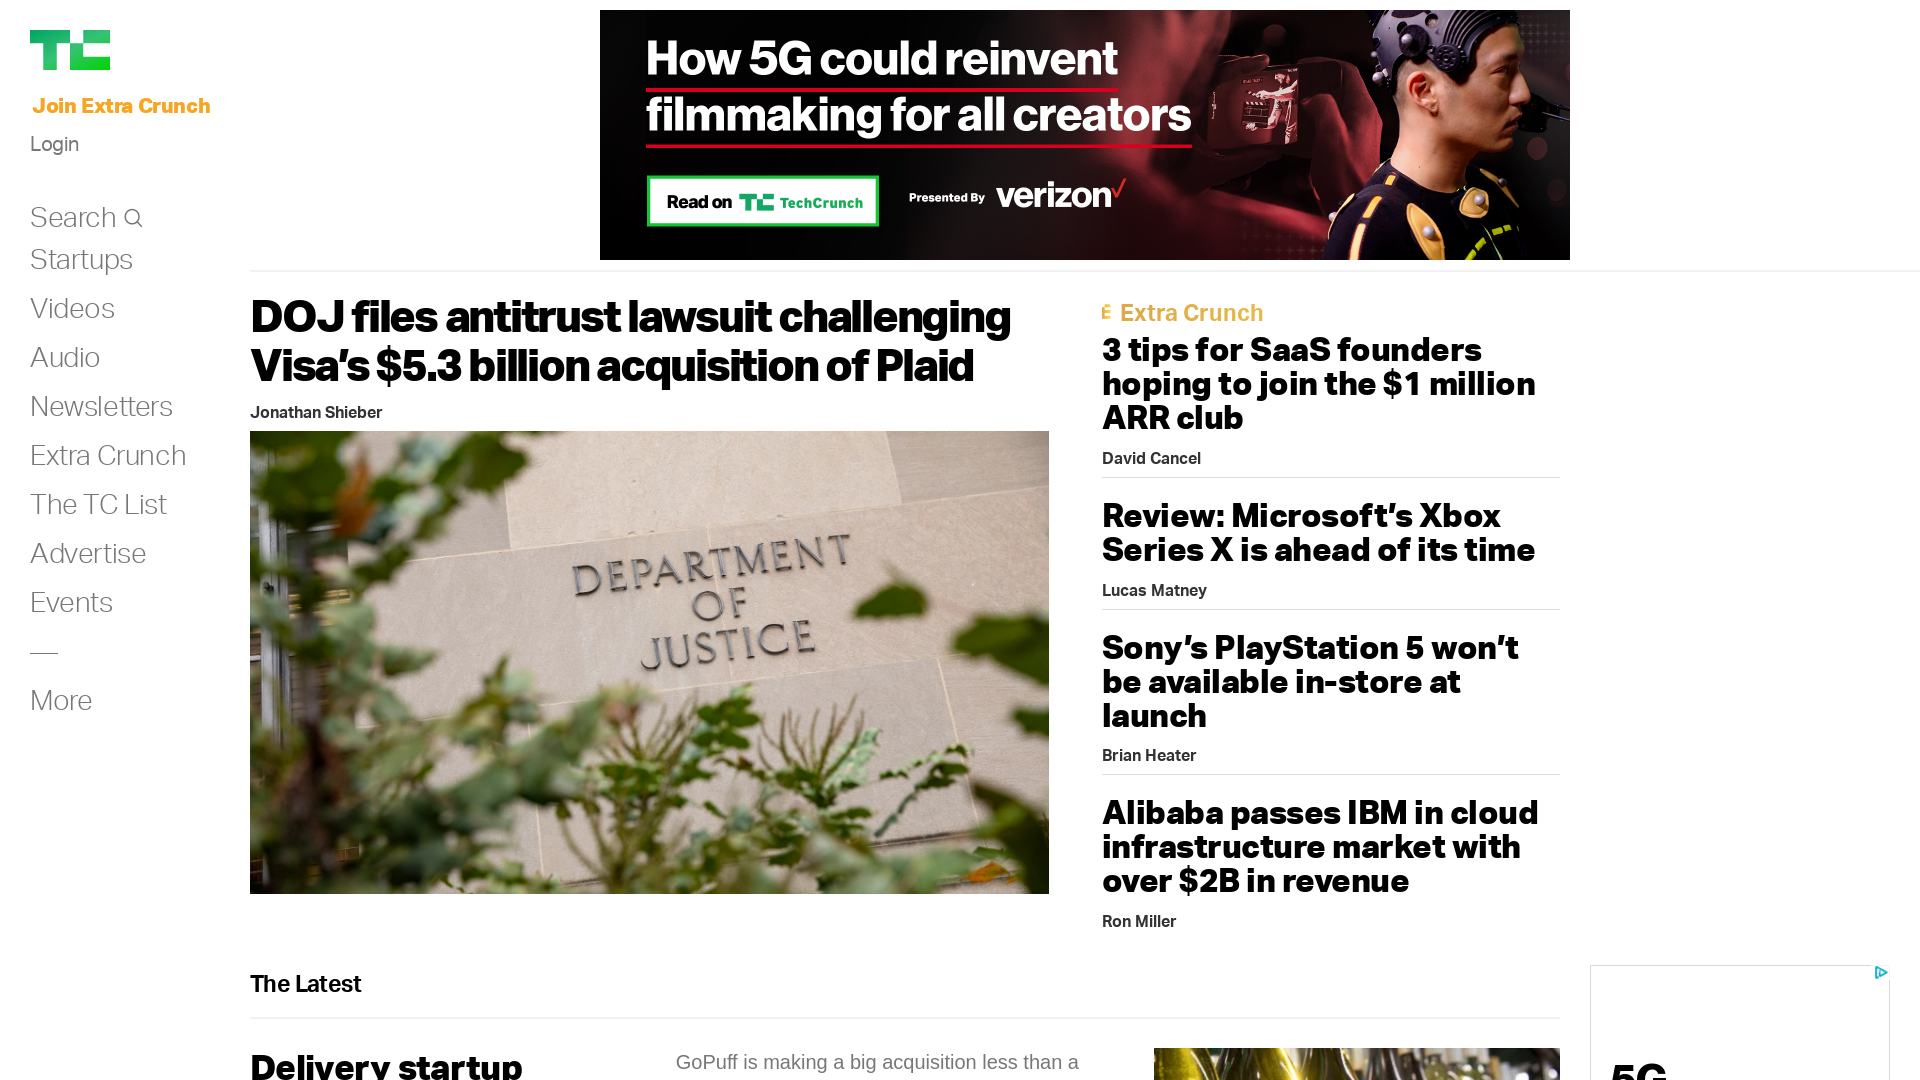 TC
Join Extra Crunch
Login
Search
Startups
Videos
Audio
Newsletters
Extra Crunch
The TC List
Advertise
Events
—
More
How 5G could reinvent
filmmaking for all creators
Read on TC TechCrunch
Presented By verizon✓
DOJ files antitrust lawsuit challenging
Visa’s $5.3 billion acquisition of Plaid
Jonathan Shieber
DEPARTMENT
OF
JUSTICE
Extra Crunch
3 tips for SaaS founders
hoping to join the $1 million
ARR club
David Cancel
Review: Microsoft’s Xbox
Series X is ahead of its time
Lucas Matney
Sony’s PlayStation 5 won’t
be available in-store at
launch
Brian Heater
Alibaba passes IBM in cloud
infrastructure market with
over $2B in revenue
Ron Miller
The Latest
Delivery startup
GoPuff is making a big acquisition less than a
5G